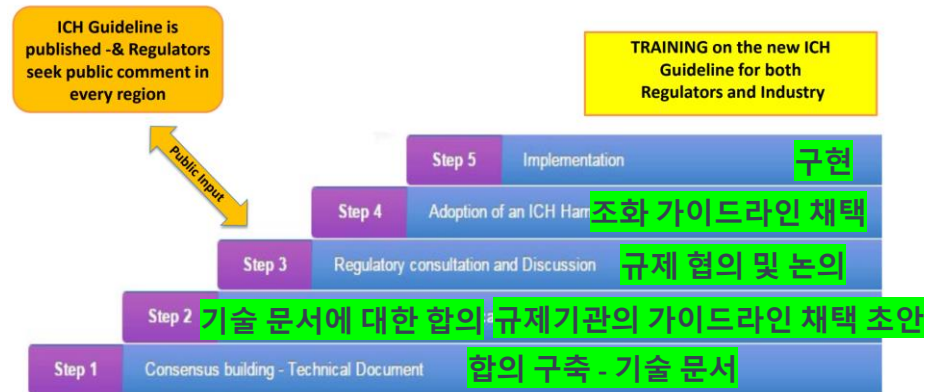 ICH Guideline is
published -& Regulators
seek public comment in
every region
TRAINING on the new ICH
Guideline for both
Regulators and Industry
Public Input
Step 5 Implementation 구현
Step 4 Adoption of an ICH 조화 가이드라인 채택
Step 3 Regulatory consultation and Discussion 규제 협의 및 논의
Step 2 기술 문서에 대한 합의 규제기관의 가이드라인 채택 초안
Step 1 Consensus building - Technical Document 합의 구축 - 기술 문서